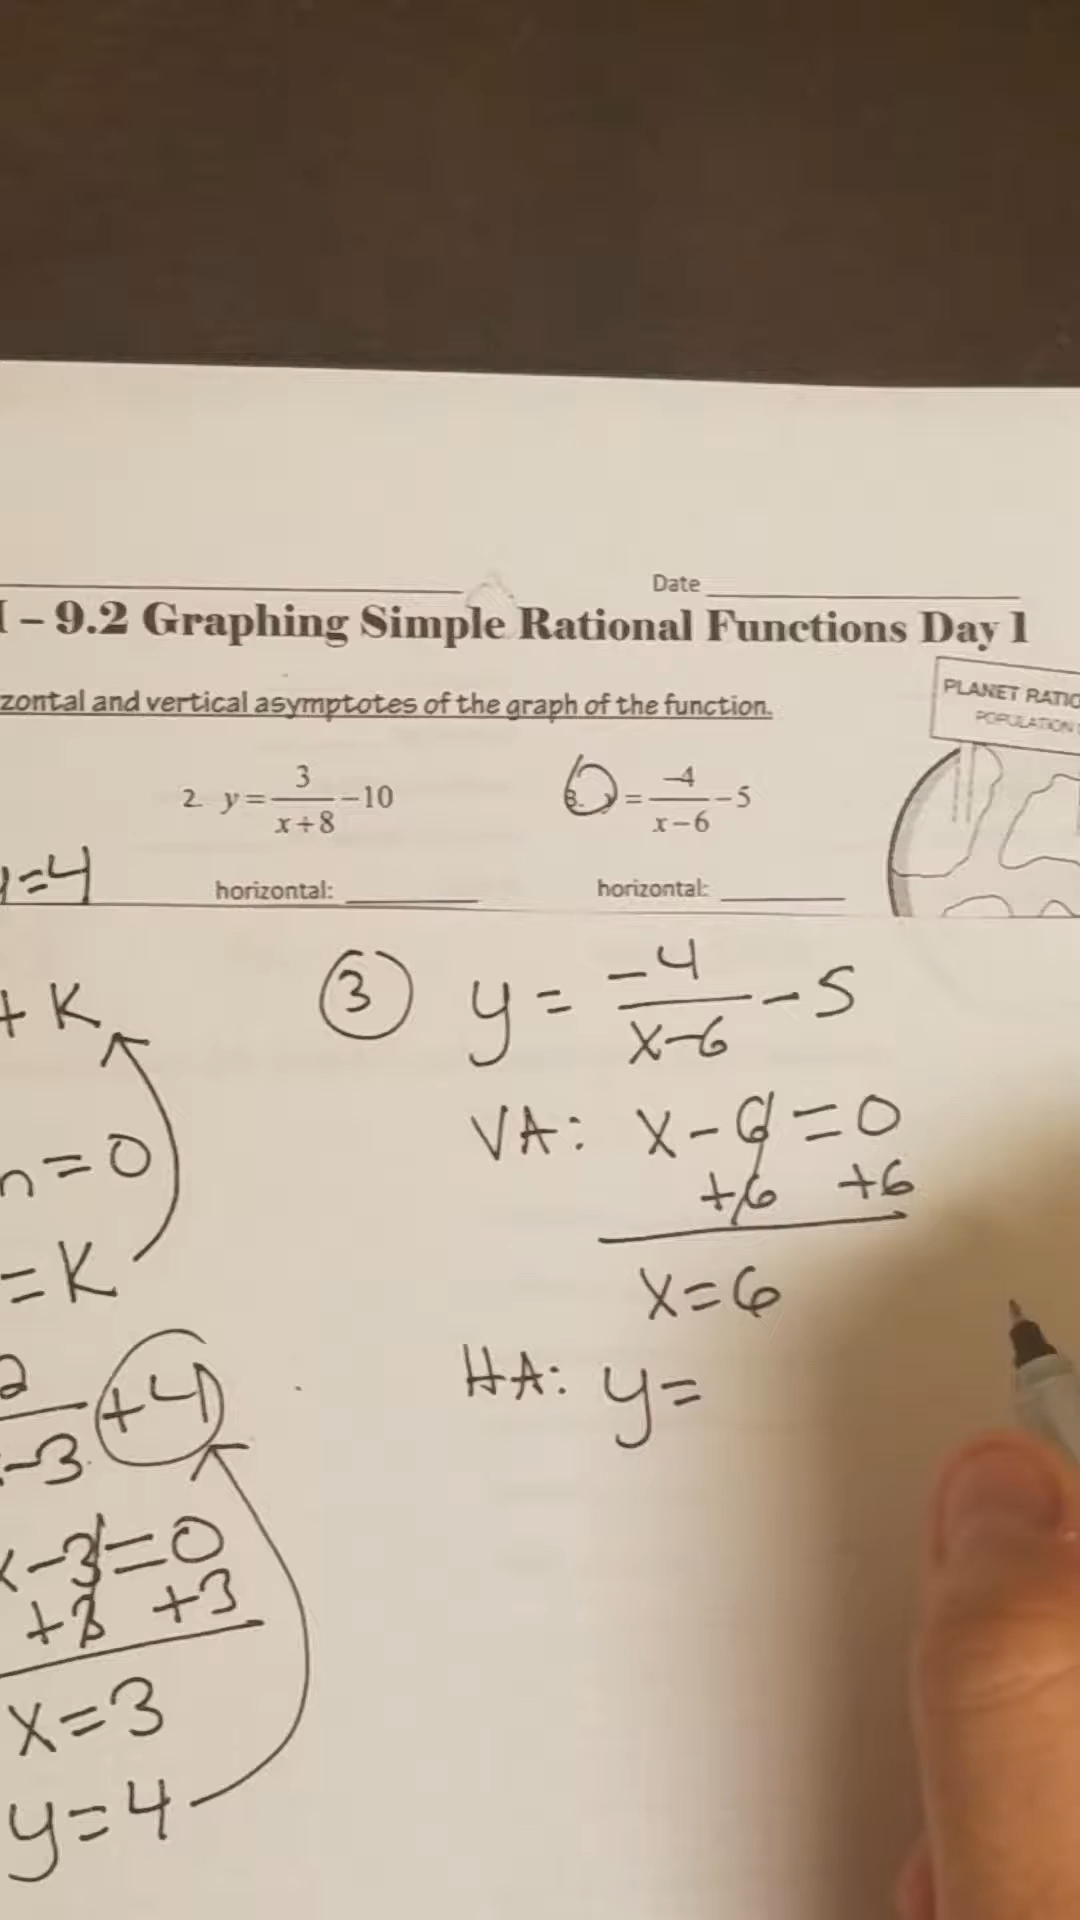 Date
I – 9.2 Graphing Simple Rational Functions Day 1
zontal and vertical asymptotes of the graph of the function.
PLANET RATIO
POPULATION
2. y = 3/(x+8) − 10
3. y = −4/(x−6) − 5
y=4
horizontal:
horizontal:
+ K
n = 0
= K
2/(-3) +4
x - 3 = 0
+3 +3
x = 3
y = 4
③ y = -4/(x-6) - 5
VA: x - 6 = 0
+6 +6
x = 6
HA: y =